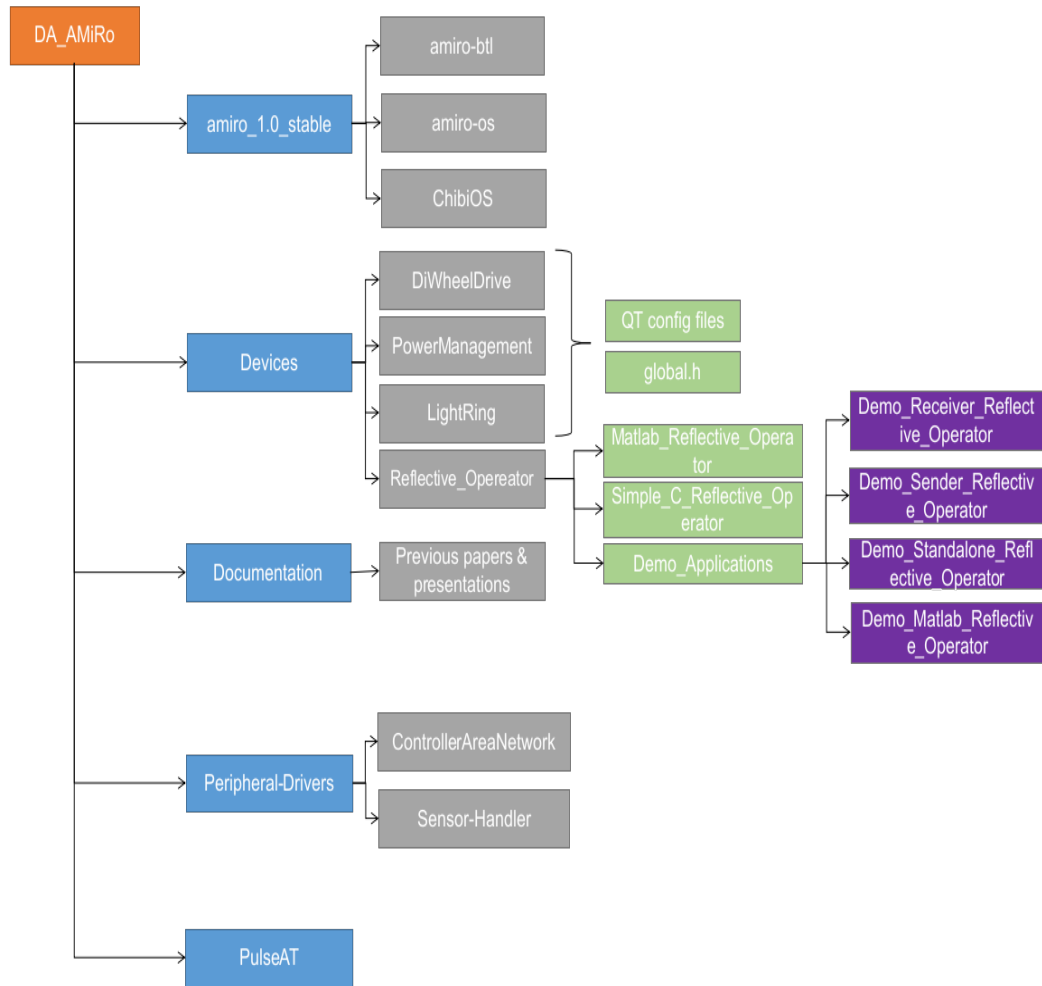 DA_AMiRo
amiro_1.0_stable
amiro-btl
amiro-os
ChibiOS
Devices
DiWheelDrive
PowerManagement
LightRing
Reflective_Opereator
QT config files
global.h
Matlab_Reflective_Opera
tor
Simple_C_Reflective_Op
erator
Demo_Applications
Demo_Receiver_Reflect
ive_Operator
Demo_Sender_Reflectiv
e_Operator
Demo_Standalone_Refl
ective_Operator
Demo_Matlab_Reflectiv
e_Operator
Documentation
Previous papers &
presentations
Peripheral-Drivers
ControllerAreaNetwork
Sensor-Handler
PulseAT